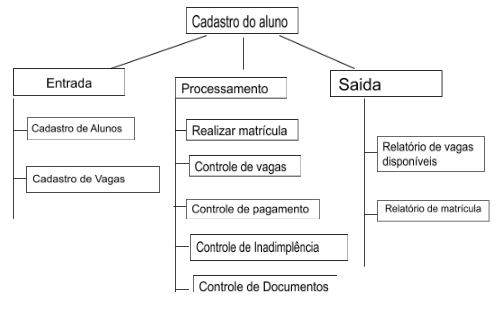 Cadastro do aluno
Entrada
Cadastro de Alunos
Cadastro de Vagas
Processamento
Realizar matrícula
Controle de vagas
Controle de pagamento
Controle de Inadimplência
Controle de Documentos
Saida
Relatório de vagas
disponíveis
Relatório de matrícula